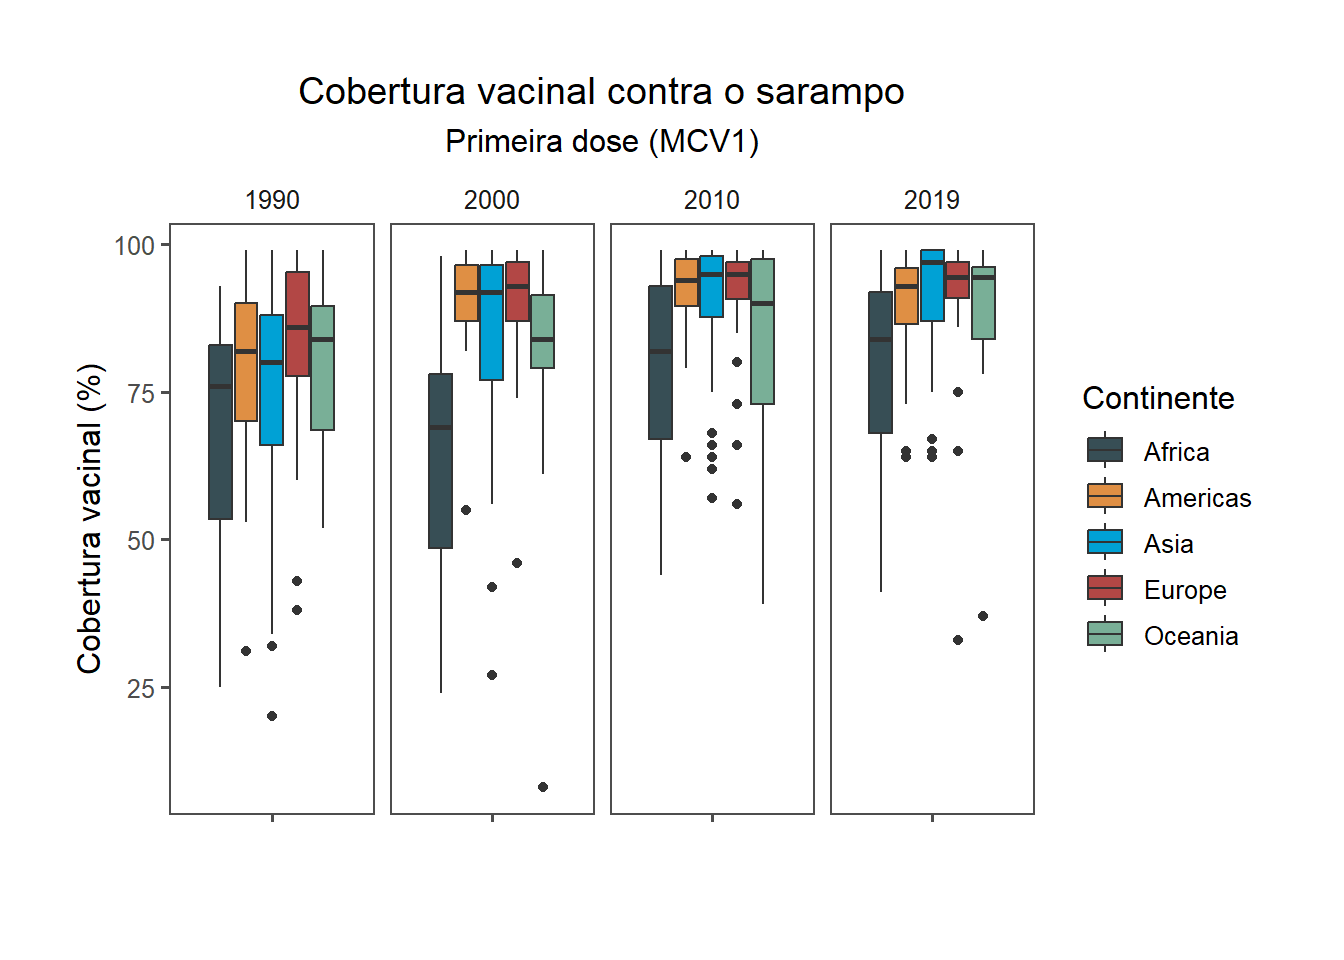 Cobertura vacinal contra o sarampo
Primeira dose (MCV1)
1990 2000 2010 2019
Cobertura vacinal (%)
100
75
50
25
Continente
Africa
Americas
Asia
Europe
Oceania